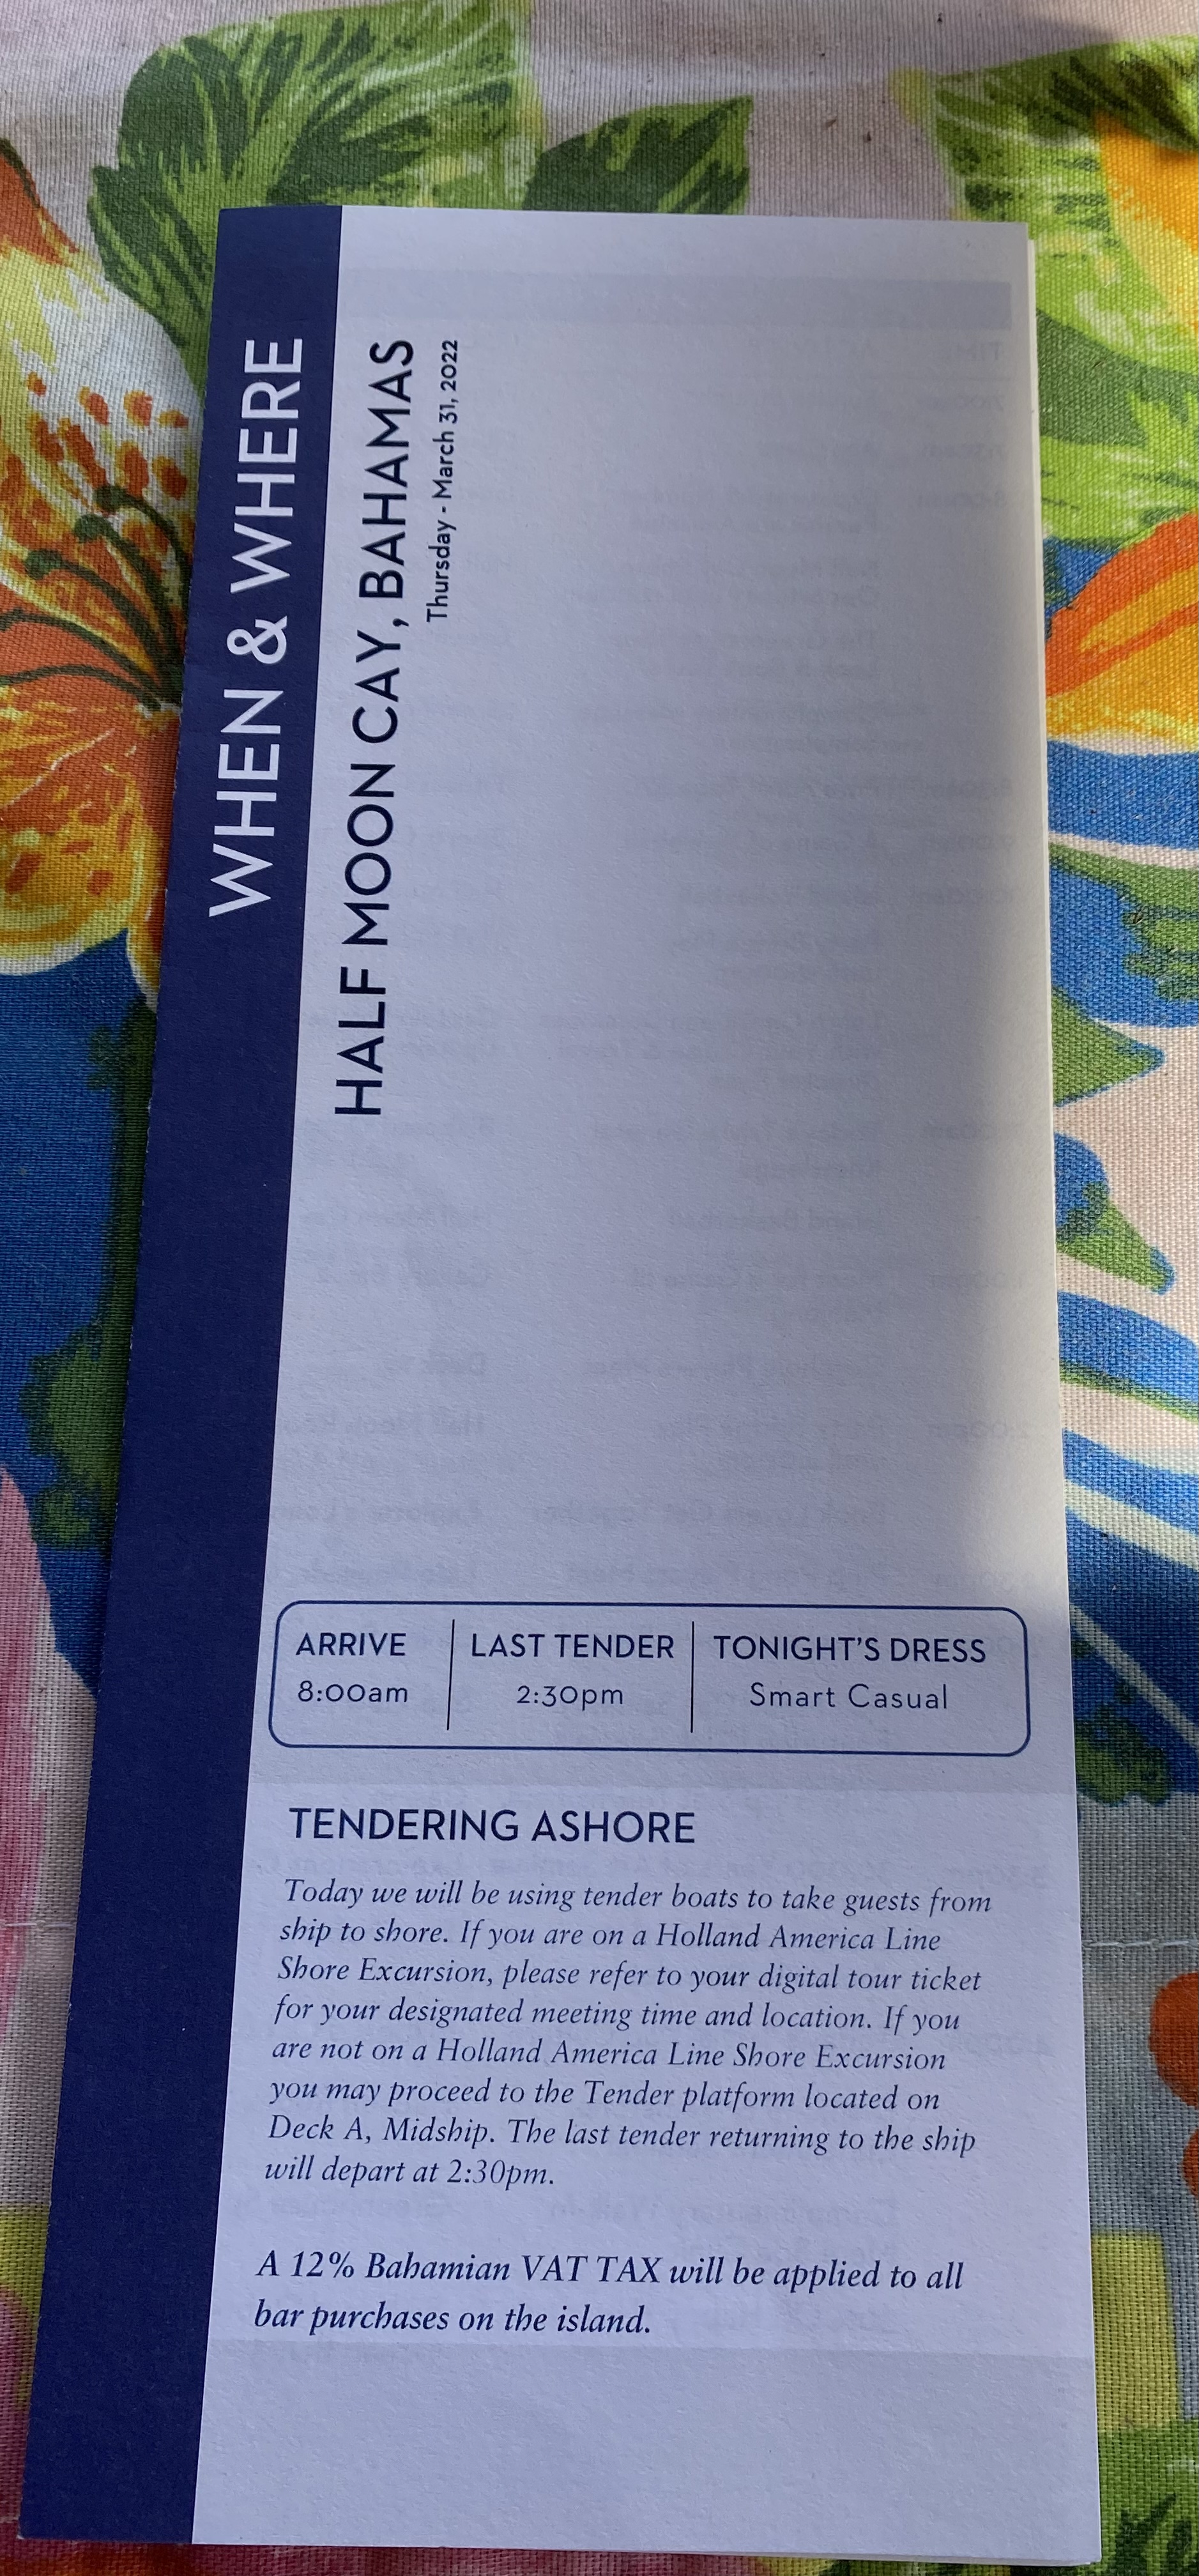 WHEN & WHERE
HALF MOON CAY, BAHAMAS
Thursday - March 31, 2022
ARRIVE
8:00am
LAST TENDER
2:30pm
TONIGHT'S DRESS
Smart Casual
TENDERING ASHORE
Today we will be using tender boats to take guests from
ship to shore. If you are on a Holland America Line
Shore Excursion, please refer to your digital tour ticket
for your designated meeting time and location. If you
are not on a Holland America Line Shore Excursion
you may proceed to the Tender platform located on
Deck A, Midship. The last tender returning to the ship
will depart at 2:30pm.
A 12% Bahamian VAT TAX will be applied to all
bar purchases on the island.